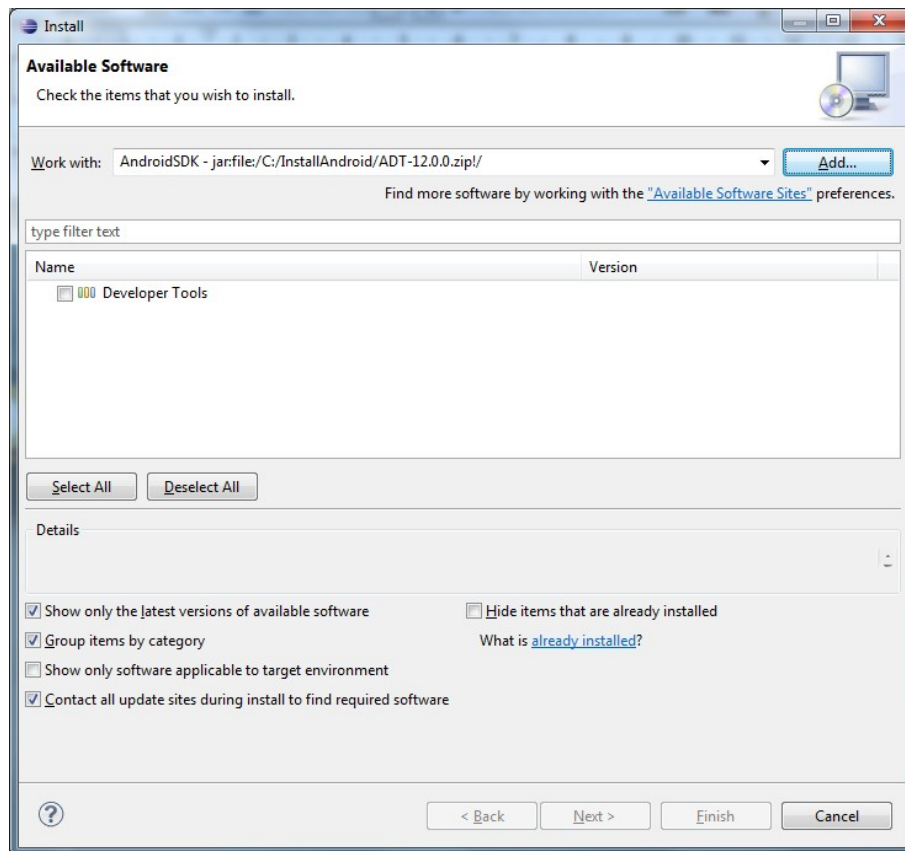 Install
Available Software
Check the items that you wish to install.
Work with: AndroidSDK - jar:file:/C:/InstallAndroid/ADT-12.0.0.zip!/ Add...
Find more software by working with the "Available Software Sites" preferences.
type filter text
Name Version
Developer Tools
Select All Deselect All
Details
Show only the latest versions of available software Hide items that are already installed
Group items by category What is already installed?
Show only software applicable to target environment
Contact all update sites during install to find required software
? < Back Next > Finish Cancel